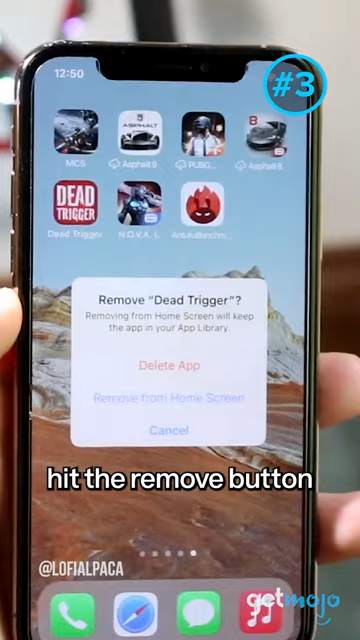 #3
12:50
MC5
Asphalt 9
PUBG
Asphalt 8
ASPHALT
DEAD
TRIGGER
Dead Trigger
N.O.V.A. L
Remove “Dead Trigger”?
Removing from Home Screen will keep
the app in your App Library.
Delete App
Remove from Home Screen
Cancel
hit the remove button
@LOFIALPACA
getmojo